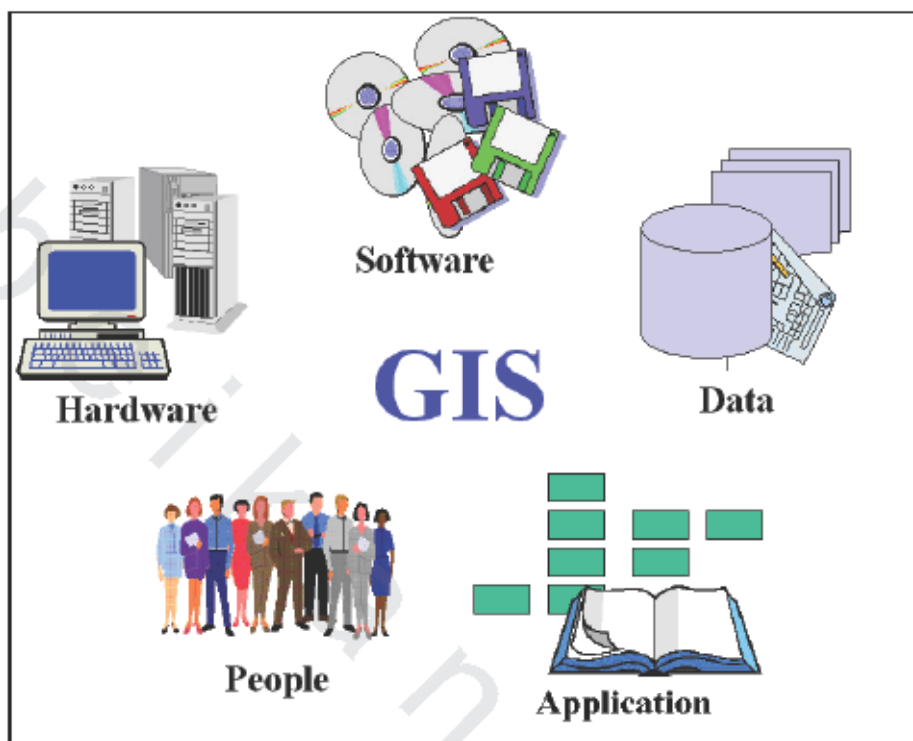 Software
Hardware
GIS
Data
People
Application